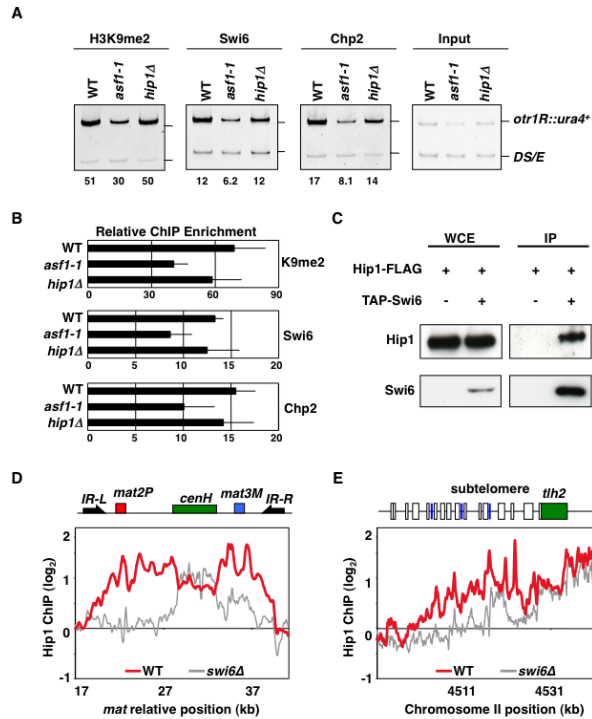 A
H3K9me2 Swi6 Chp2 Input
WT asf1-1 hip1Δ WT asf1-1 hip1Δ WT asf1-1 hip1Δ WT asf1-1 hip1Δ
otr1R::ura4+
DS/E
51 30 50 12 6.2 12 17 8.1 14
B
Relative ChIP Enrichment
WT
asf1-1
hip1Δ
K9me2
0 30 60 90
WT
asf1-1
hip1Δ
Swi6
0 5 10 15 20
WT
asf1-1
hip1Δ
Chp2
0 5 10 15 20
C
WCE IP
Hip1-FLAG + + + +
TAP-Swi6 - + - +
Hip1
Swi6
D
IR-L mat2P cenH mat3M IR-R
Hip1 ChIP (log2)
2
1
0
-1
WT swi6Δ
17 27 37
mat relative position (kb)
E
subtelomere tlh2
Hip1 ChIP (log2)
2
1
0
-1
WT swi6Δ
4511 4531
Chromosome II position (kb)